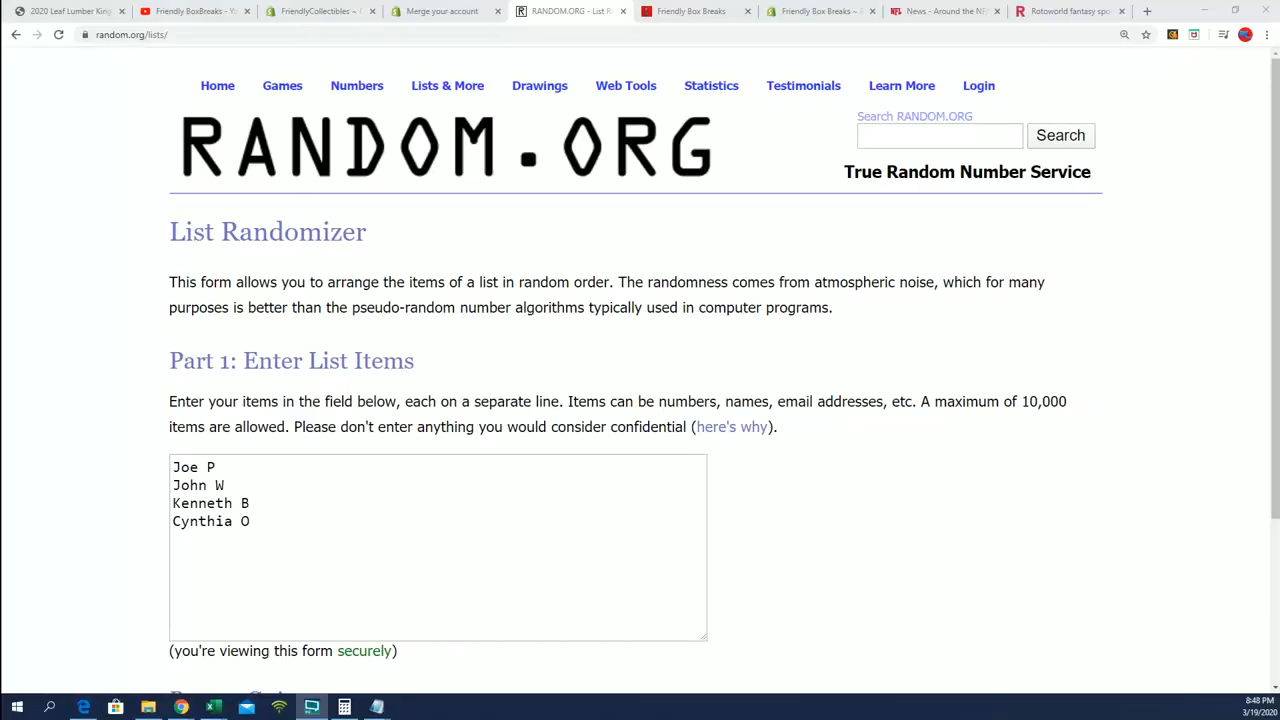 2020 Leaf Lumber King
Friendly BoxBreaks - Yo
FriendlyCollectibles ~
Merge your account
RANDOM.ORG - List R
Friendly Box Breaks
Friendly Box Breaks ~
News - Around the NF
Rotoworld fantasy spo
random.org/lists/
Home Games Numbers Lists & More Drawings Web Tools Statistics Testimonials Learn More Login
Search RANDOM.ORG
RANDOM.ORG
Search
True Random Number Service
List Randomizer
This form allows you to arrange the items of a list in random order. The randomness comes from atmospheric noise, which for many
purposes is better than the pseudo-random number algorithms typically used in computer programs.
Part 1: Enter List Items
Enter your items in the field below, each on a separate line. Items can be numbers, names, email addresses, etc. A maximum of 10,000
items are allowed. Please don't enter anything you would consider confidential (here's why).
Joe P
John W
Kenneth B
Cynthia O
(you're viewing this form securely)
8:48 PM
3/19/2020